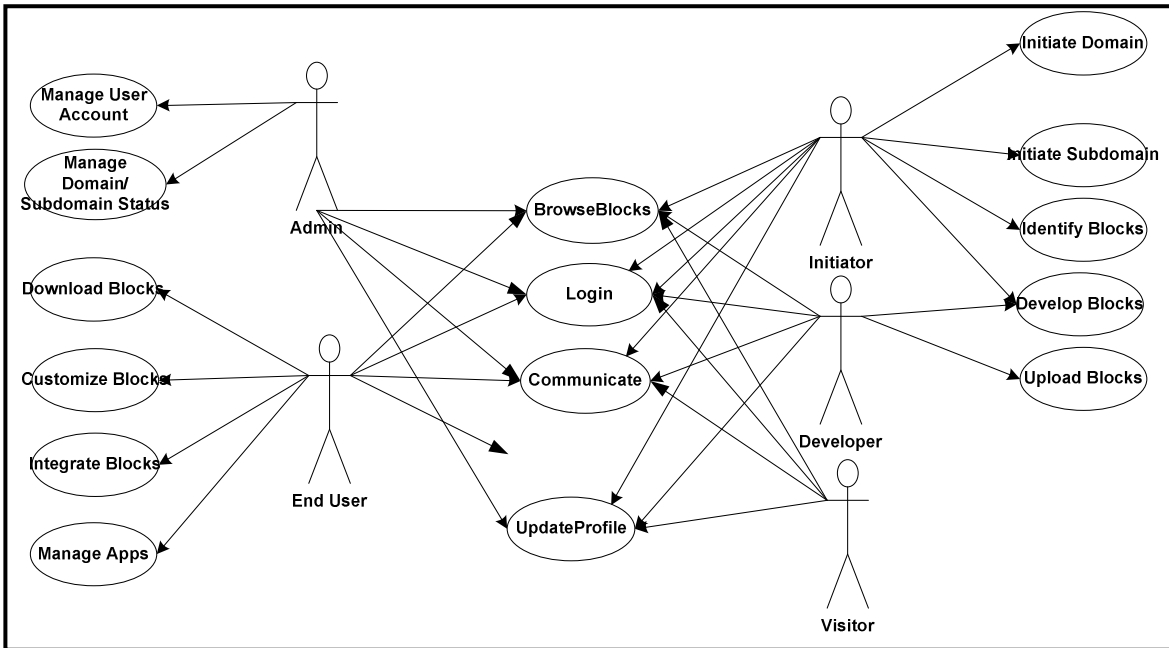 Initiate Domain
Manage User
Account
Manage
Domain/
Subdomain Status
Admin
BrowseBlocks
Initiate Subdomain
Identify Blocks
Initiator
Download Blocks
Login
Develop Blocks
Customize Blocks
Communicate
Upload Blocks
Developer
Integrate Blocks
End User
UpdateProfile
Manage Apps
Visitor